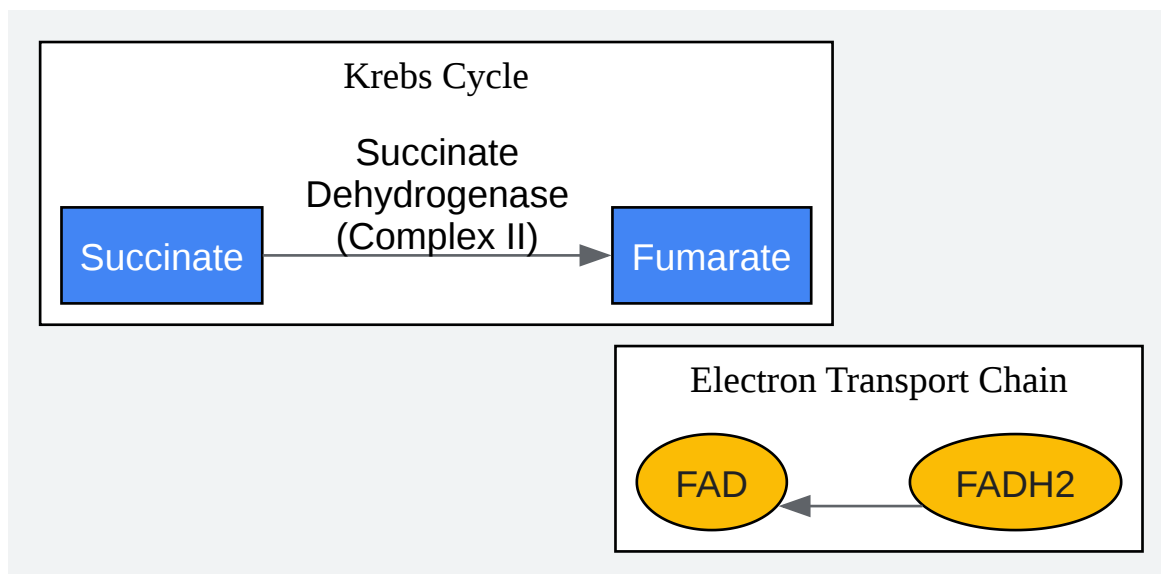 Krebs Cycle
Succinate
Dehydrogenase
(Complex II)
Succinate
Fumarate
Electron Transport Chain
FAD
FADH2